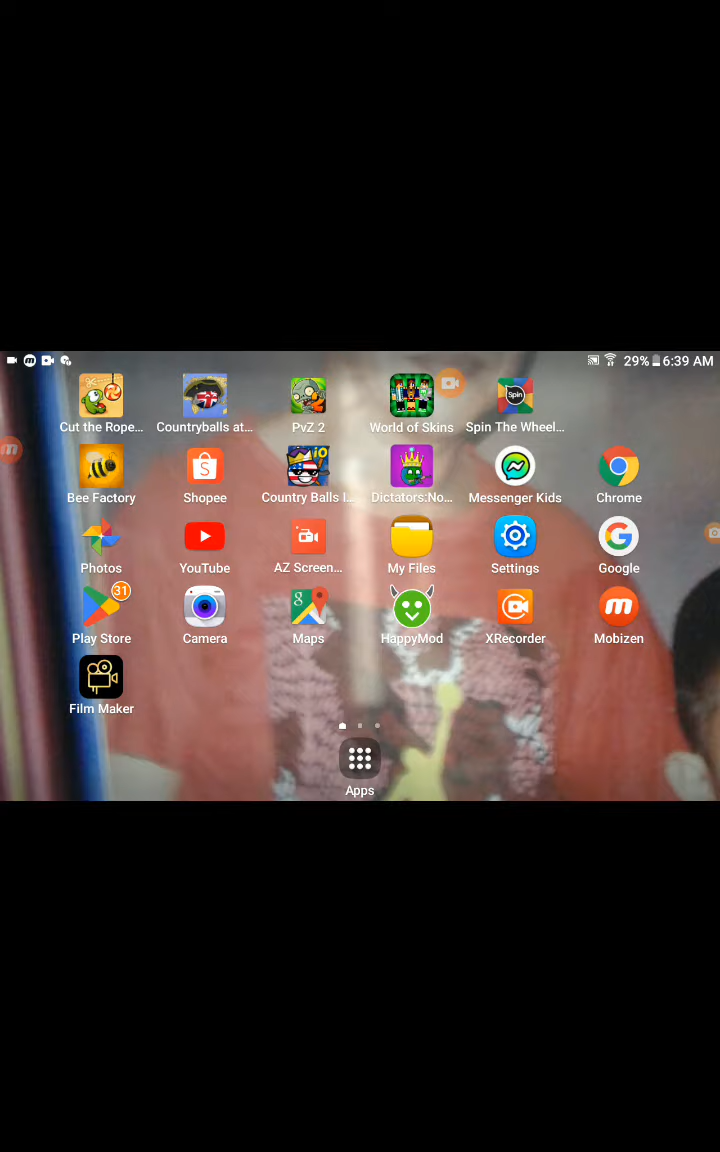 29% 6:39 AM
Cut the Rope... Countryballs at... PvZ 2 World of Skins Spin The Wheel...
Bee Factory Shopee Country Balls I... Dictators:No... Messenger Kids Chrome
Photos YouTube AZ Screen... My Files Settings Google
31
Play Store Camera Maps HappyMod XRecorder Mobizen
Film Maker
Apps